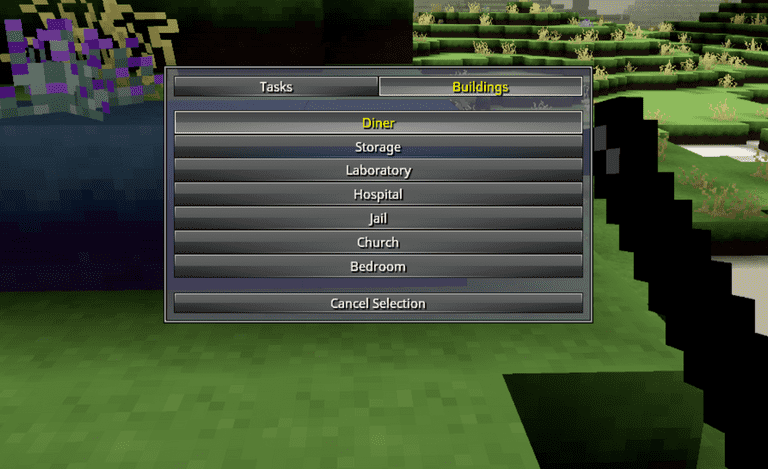 Tasks
Buildings
Diner
Storage
Laboratory
Hospital
Jail
Church
Bedroom
Cancel Selection